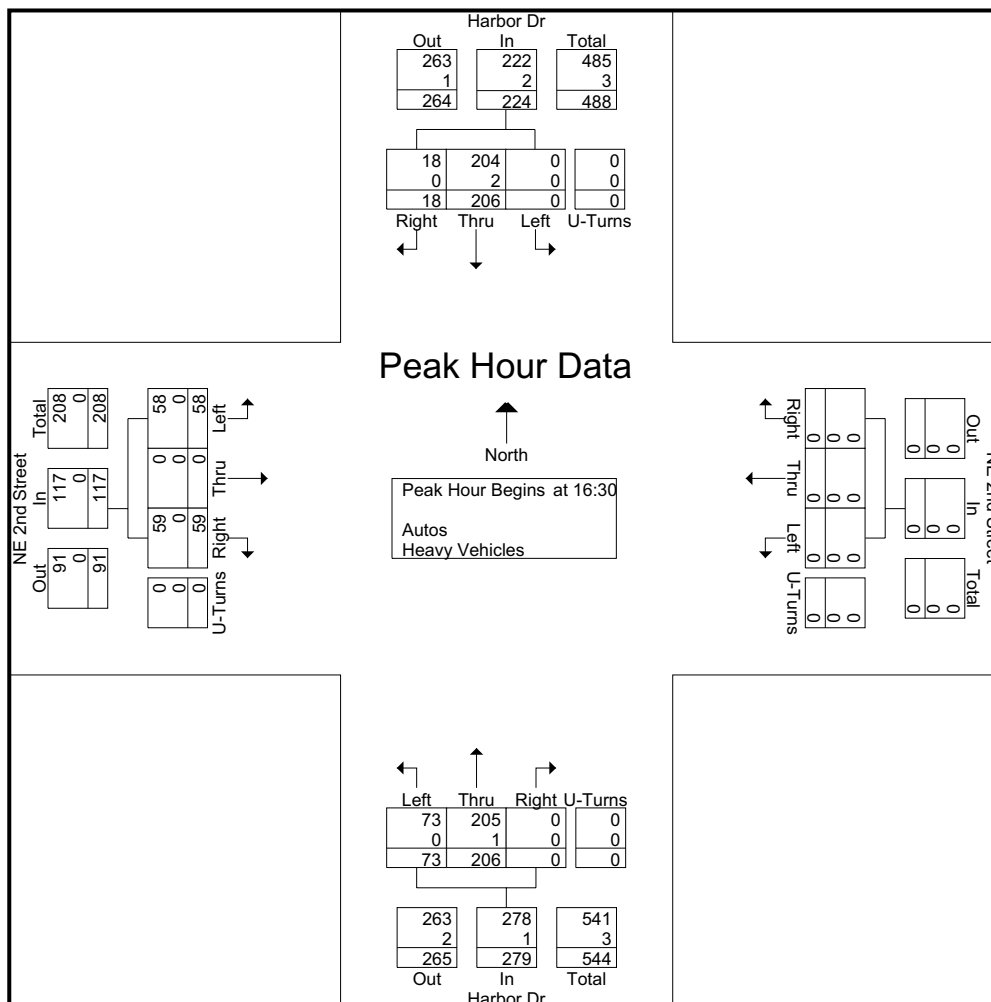 Harbor Dr
Out In Total
263 222 485
1 2 3
264 224 488
18 204 0 0
0 2 0 0
18 206 0 0
Right Thru Left U-Turns
Peak Hour Data
North
Peak Hour Begins at 16:30
Autos
Heavy Vehicles
NE 2nd Street
Out In Total
91 117 208
0 0 0
91 117 208
U-Turns Right Thru Left
0 59 0 58
0 0 0 0
0 59 0 58
NE 2nd Street
Out In Total
0 0 0
0 0 0
0 0 0
Right Thru Left U-Turns
0 0 0 0
0 0 0 0
0 0 0 0
Left Thru Right U-Turns
73 205 0 0
0 1 0 0
73 206 0 0
263 278 541
2 1 3
265 279 544
Out In Total
Harbor Dr